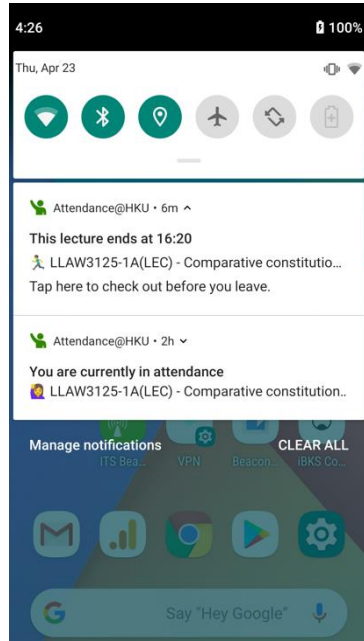 4:26 100%
Thu, Apr 23
Attendance@HKU • 6m
This lecture ends at 16:20
LLAW3125-1A(LEC) - Comparative constitutio...
Tap here to check out before you leave.
Attendance@HKU • 2h
You are currently in attendance
LLAW3125-1A(LEC) - Comparative constitution..
Manage notifications CLEAR ALL
ITS Bea... VPN Beacon... iBKS Co...
G Say "Hey Google"